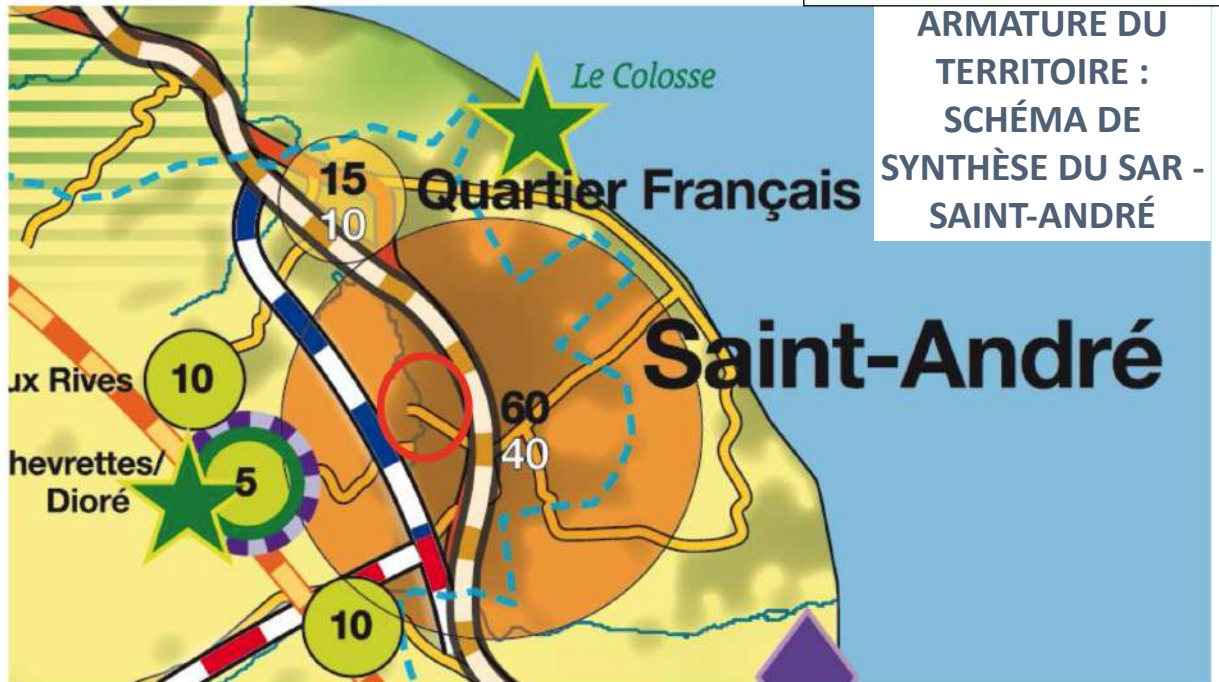 ARMATURE DU
TERRITOIRE :
SCHÉMA DE
SYNTHÈSE DU SAR -
SAINT-ANDRÉ
Le Colosse
15
10
Quartier Français
Saint-André
ux Rives
10
60
40
hevrettes/
Dioré
5
10